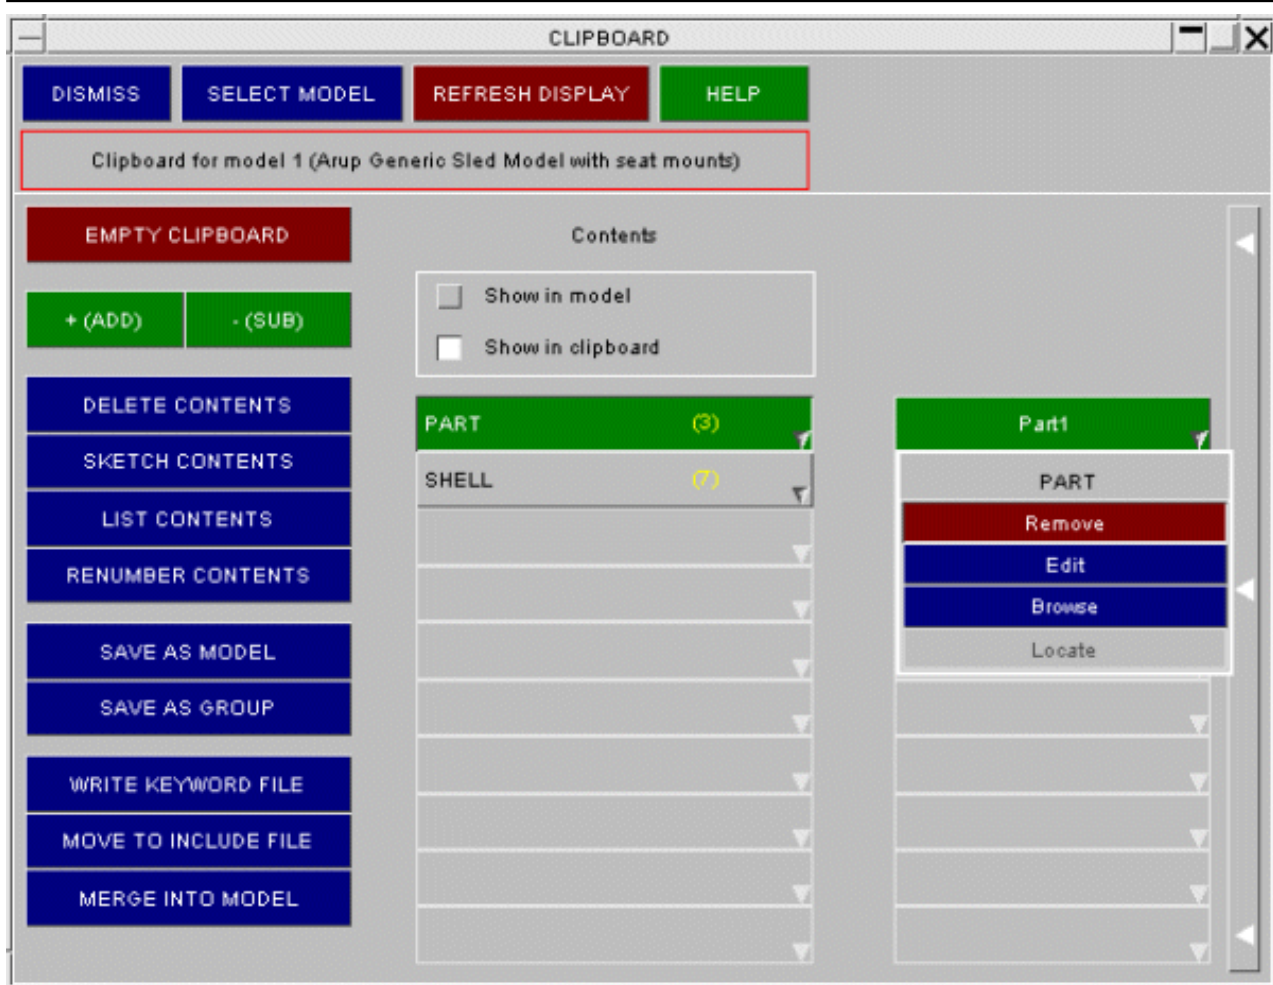 CLIPBOARD
DISMISS SELECT MODEL REFRESH DISPLAY HELP
Clipboard for model 1 (Arup Generic Sled Model with seat mounts)
EMPTY CLIPBOARD Contents
Show in model
+ (ADD) - (SUB)
Show in clipboard
DELETE CONTENTS
PART (3) Part1
SKETCH CONTENTS
SHELL (7) PART
LIST CONTENTS Remove
Edit
RENUMBER CONTENTS
Browse
SAVE AS MODEL Locate
SAVE AS GROUP
WRITE KEYWORD FILE
MOVE TO INCLUDE FILE
MERGE INTO MODEL